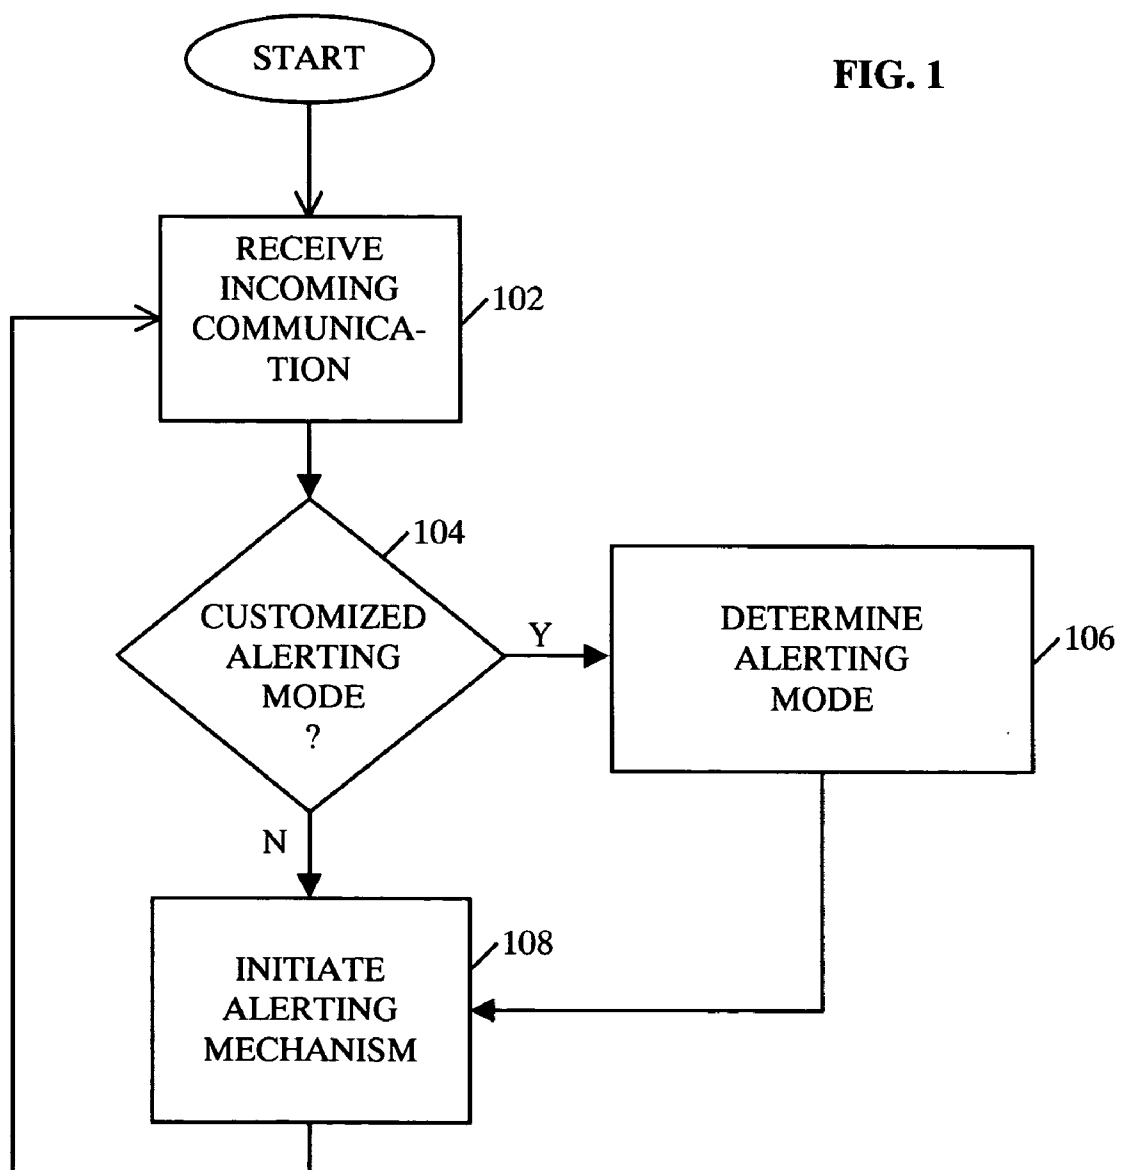 START
FIG. 1
RECEIVE
INCOMING
COMMUNICA-
TION
102
104
CUSTOMIZED
ALERTING
MODE
?
Y
DETERMINE
ALERTING
MODE
106
N
INITIATE
ALERTING
MECHANISM
108